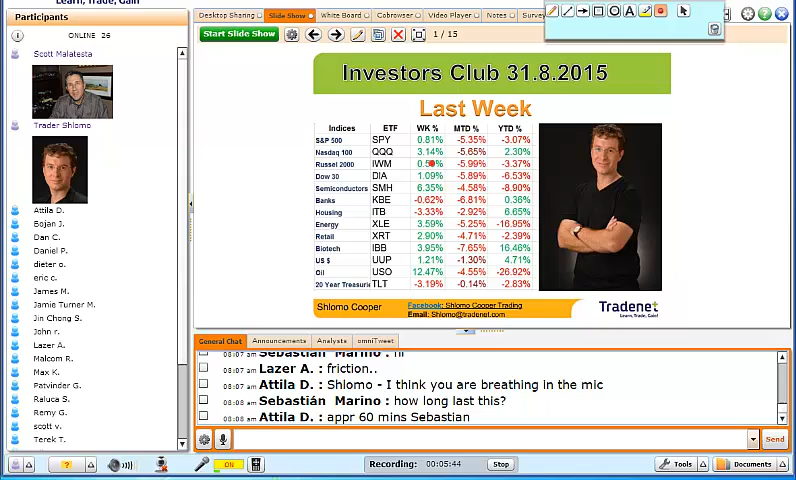 Learn, Trade, Gain!
Participants
ONLINE 26
Scott Malatesta
Trader Shlomo
Attila D.
Bojan J.
Dan C.
Daniel P.
dieter o.
eric c.
James M.
Jamie Turner M.
Jin Chong S.
John r.
Lazer A.
Malcom R.
Max K.
Patvinder G.
Raluca S.
Remy G.
scott v.
Terek T.
Desktop Sharing Slide Show White Board Cobrowser Video Player Notes Survey
Start Slide Show 1 / 15
Investors Club 31.8.2015
Last Week
Indices ETF WK % MTD % YTD %
S&P 500 SPY 0.81% -5.35% -3.07%
Nasdaq 100 QQQ 3.14% -5.65% 2.30%
Russel 2000 IWM -5.99% -3.37%
Dow 30 DIA 1.09% -5.89% -6.53%
Semiconductors SMH 6.35% -4.58% -8.90%
Banks KBE -0.62% -6.81% 0.36%
Housing ITB -3.33% -2.92% 6.65%
Energy XLE 3.59% -5.25% -16.95%
Retail XRT 2.90% -4.71% -2.39%
Biotech IBB 3.95% -7.65% 16.46%
US $ UUP 1.21% -1.30% 4.71%
Oil USO 12.47% -4.55% -26.92%
20 Year Treasurie TLT -3.19% -0.14% -2.83%
Shlomo Cooper
Facebook: Shlomo Cooper Trading
Email: Shlomo@tradenet.com
Tradenet
Learn, Trade, Gain!
General Chat Announcements Analysts omniTweet
08:07 am Sebastián Marino : hi
08:07 am Lazer A. : friction..
08:07 am Attila D. : Shlomo - I think you are breathing in the mic
08:08 am Sebastián Marino : how long last this?
08:08 am Attila D. : appr 60 mins Sebastian
Send
? ON Recording: 00:05:44 Stop Tools Documents